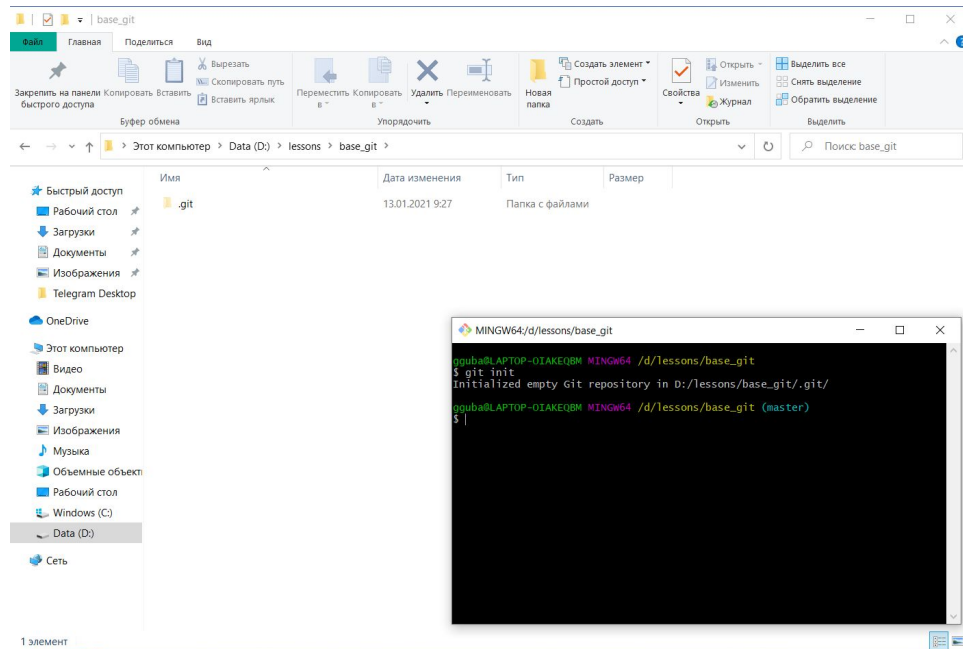 base_git
Файл Главная Поделиться Вид
Закрепить на панели быстрого доступа
Копировать
Вставить
Вырезать
Скопировать путь
Вставить ярлык
Буфер обмена
Переместить в
Копировать в
Удалить
Переименовать
Упорядочить
Новая папка
Создать элемент
Простой доступ
Создать
Свойства
Открыть
Изменить
Журнал
Открыть
Выделить все
Снять выделение
Обратить выделение
Выделить
Этот компьютер > Data (D:) > lessons > base_git >
Поиск: base_git
Имя Дата изменения Тип Размер
.git 13.01.2021 9:27 Папка с файлами
Быстрый доступ
Рабочий стол
Загрузки
Документы
Изображения
Telegram Desktop
OneDrive
Этот компьютер
Видео
Документы
Загрузки
Изображения
Музыка
Объемные объект
Рабочий стол
Windows (C:)
Data (D:)
Сеть
1 элемент
MINGW64:/d/lessons/base_git
gguba@LAPTOP-OIAKEQBM MINGW64 /d/lessons/base_git
$ git init
Initialized empty Git repository in D:/lessons/base_git/.git/
gguba@LAPTOP-OIAKEQBM MINGW64 /d/lessons/base_git (master)
$